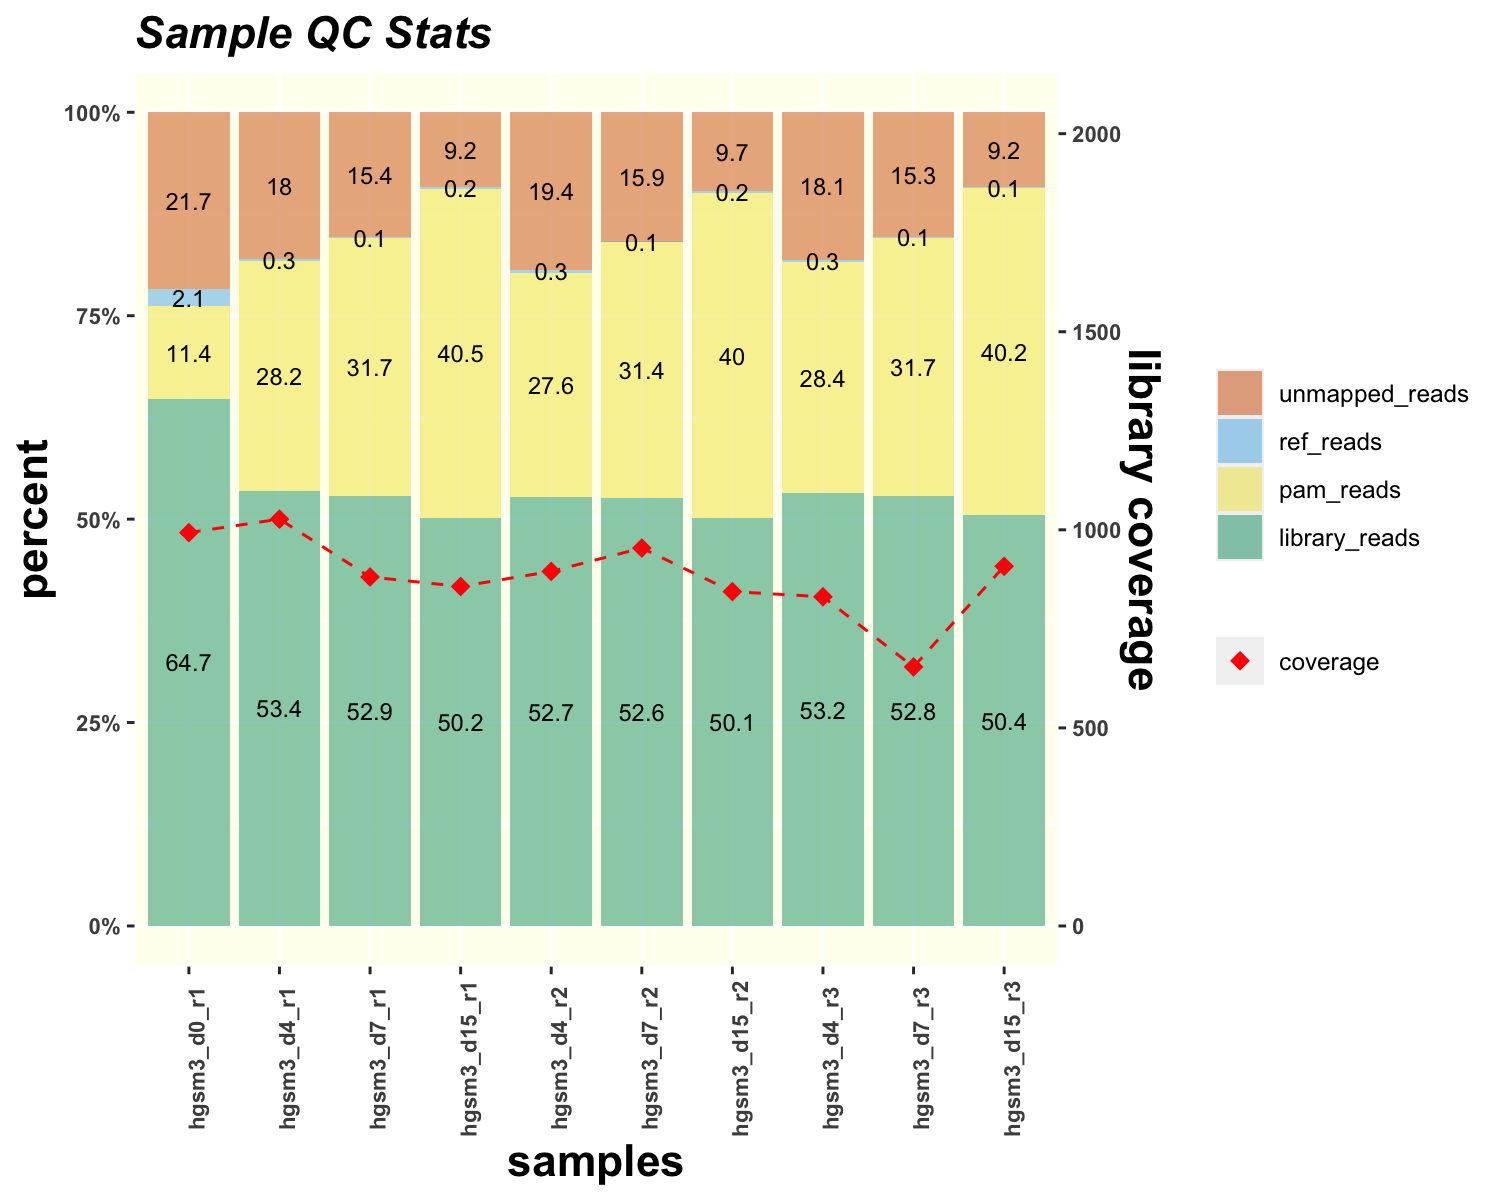 Sample QC Stats
percent
100%
75%
50%
25%
0%
21.7
2.1
11.4
64.7
18
0.3
28.2
53.4
15.4
0.1
31.7
52.9
9.2
0.2
40.5
50.2
19.4
0.3
27.6
52.7
15.9
0.1
31.4
52.6
9.7
0.2
40
50.1
18.1
0.3
28.4
53.2
15.3
0.1
31.7
52.8
9.2
0.1
40.2
50.4
2000
1500
1000
500
0
library coverage
hgsm3_d0_r1
hgsm3_d4_r1
hgsm3_d7_r1
hgsm3_d15_r1
hgsm3_d4_r2
hgsm3_d7_r2
hgsm3_d15_r2
hgsm3_d4_r3
hgsm3_d7_r3
hgsm3_d15_r3
samples
unmapped_reads
ref_reads
pam_reads
library_reads
coverage